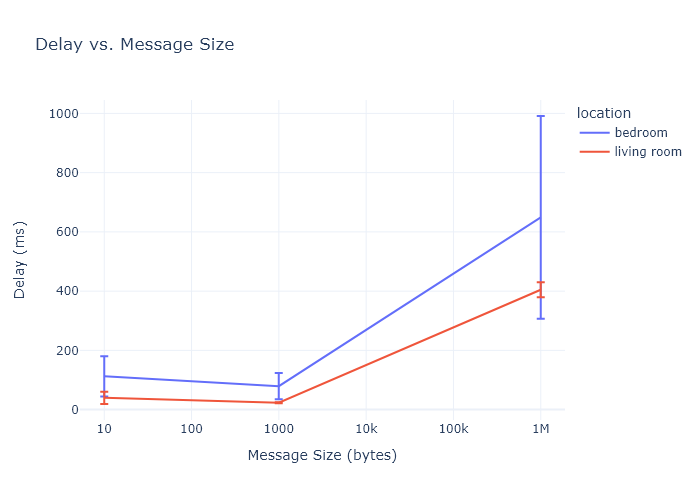 Delay vs. Message Size
1000
800
600
400
200
0
Delay (ms)
10
100
1000
10k
100k
1M
Message Size (bytes)
location
bedroom
living room